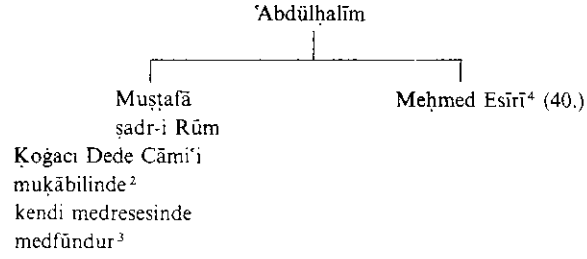 ʿAbdülḥalīm
Muṣṭafā
ṣadr-i Rūm
Ḳoġacı Dede Cāmiʿi
muḳābilinde²
kendi medresesinde
medfūndur³
Meḥmed Esīrī⁴ (40.)